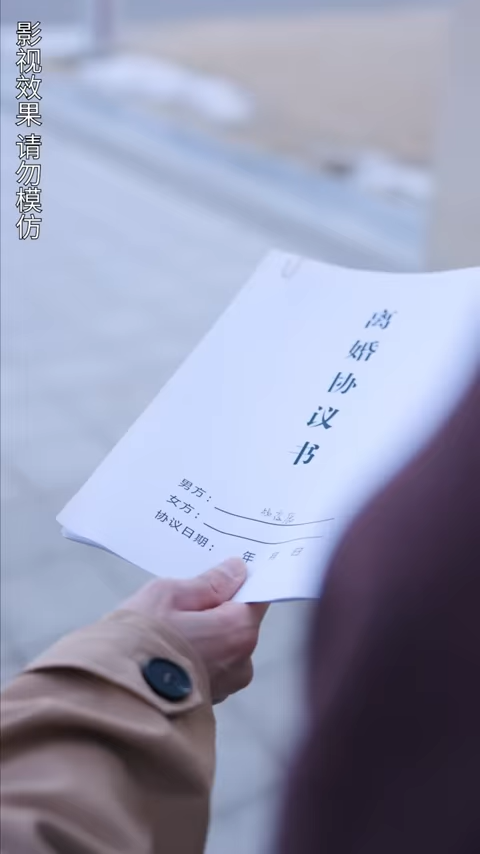 影视效果 请勿模仿
离婚协议书
男方：
女方：
协议日期： 年 月 日